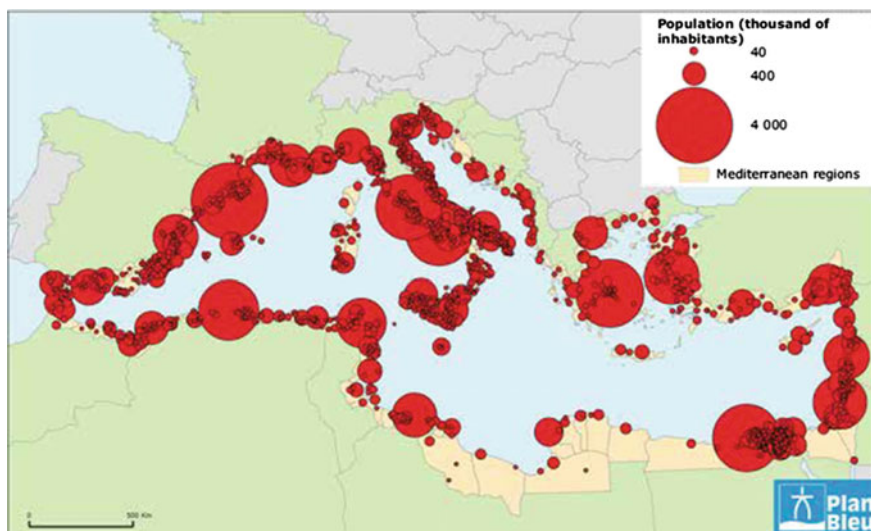 Population (thousand of
inhabitants)
40
400
4 000
Mediterranean regions
0
500 Km
Plan
Bleu